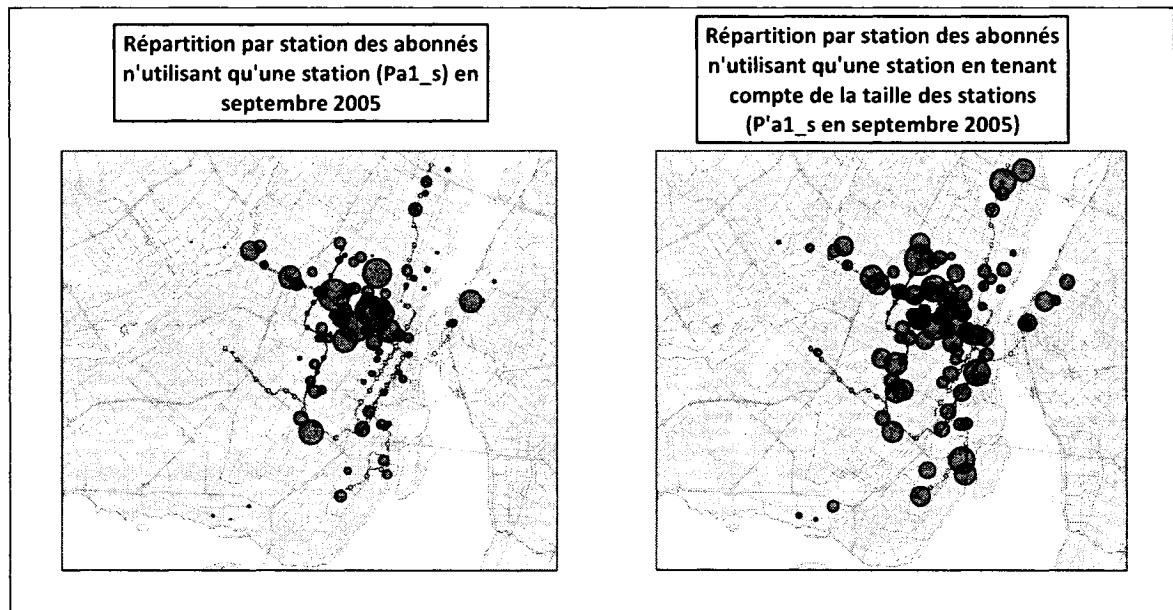 Répartition par station des abonnés
n'utilisant qu'une station (Pa1_s) en
septembre 2005
Répartition par station des abonnés
n'utilisant qu'une station en tenant
compte de la taille des stations
(P'a1_s en septembre 2005)